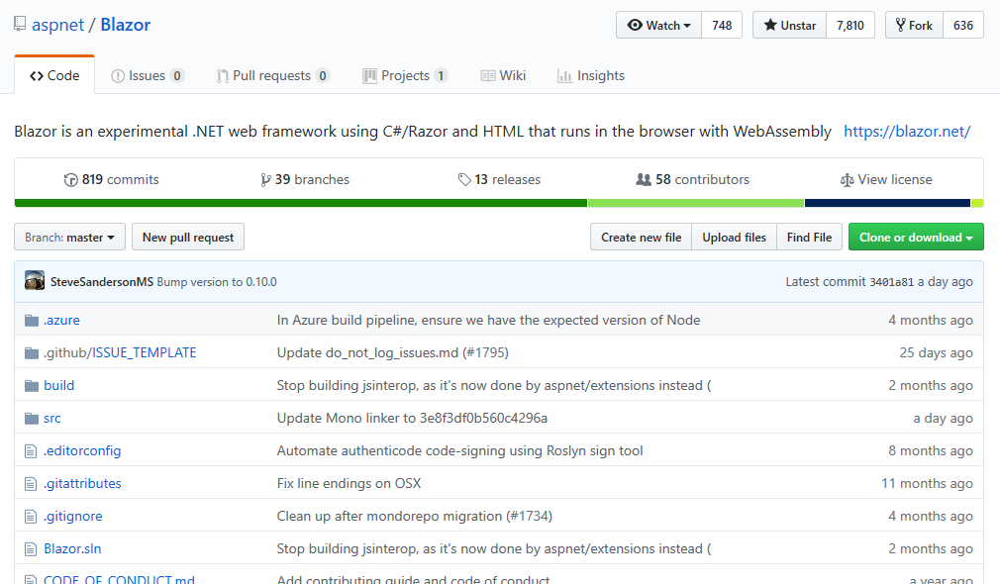 aspnet / Blazor
Watch 748 Unstar 7,810 Fork 636
Code Issues 0 Pull requests 0 Projects 1 Wiki Insights
Blazor is an experimental .NET web framework using C#/Razor and HTML that runs in the browser with WebAssembly https://blazor.net/
819 commits 39 branches 13 releases 58 contributors View license
Branch: master New pull request Create new file Upload files Find File Clone or download
SteveSandersonMS Bump version to 0.10.0 Latest commit 3401a81 a day ago
.azure In Azure build pipeline, ensure we have the expected version of Node 4 months ago
.github/ISSUE_TEMPLATE Update do_not_log_issues.md (#1795) 25 days ago
build Stop building jsinterop, as it's now done by aspnet/extensions instead ( 2 months ago
src Update Mono linker to 3e8f3df0b560c4296a a day ago
.editorconfig Automate authenticode code-signing using Roslyn sign tool 8 months ago
.gitattributes Fix line endings on OSX 11 months ago
.gitignore Clean up after mondorepo migration (#1734) 4 months ago
Blazor.sln Stop building jsinterop, as it's now done by aspnet/extensions instead ( 2 months ago
CODE_OF_CONDUCT.md Add contributing guide and code of conduct a year ago